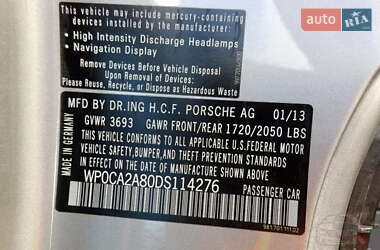 auto RIA
This vehicle may include mercury-containing
devices installed by the manufacturer:
• High Intensity Discharge Headlamps
• Navigation Display
Remove Devices Before Vehicle Disposal
Upon Removal of Devices Please Reuse, Recycle
or Dispose as Hazardous Waste
MFD. BY DR.ING H.C.F. PORSCHE AG 01/13
GVWR 3693 GAWR FRONT/REAR 1720/2050 LBS
THIS VEHICLE CONFORMS TO ALL APPLICABLE U.S.FEDERAL MOTOR
VEHICLE SAFETY,BUMPER,AND THEFT PREVENTION STANDARDS IN
EFFECT ON THE DATE OF MANUFACTURE SHOWN ABOVE.
WP0CA2A80DS114276 PASSENGER CAR
MADE IN GERMANY